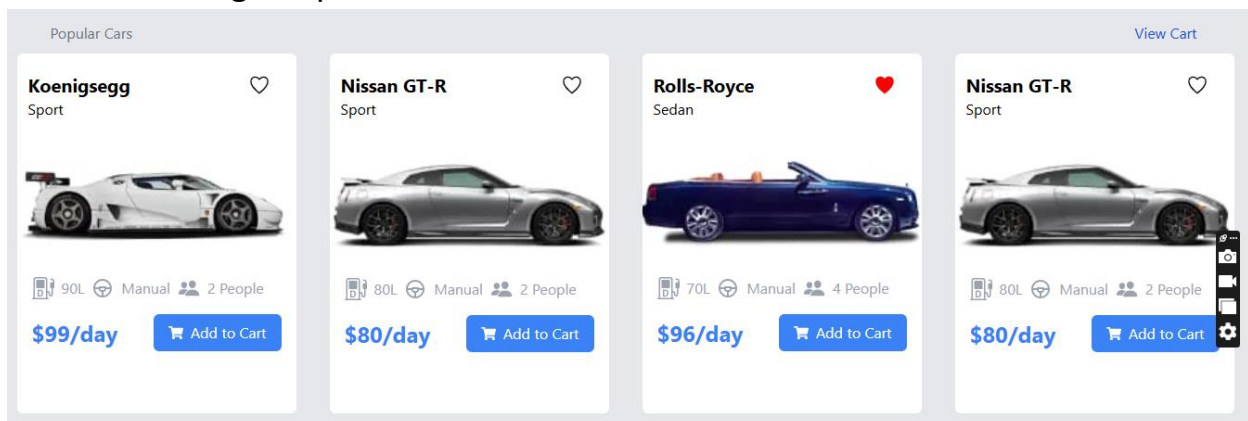 Popular Cars
View Cart
Koenigsegg
Sport
90L Manual 2 People
$99/day Add to Cart
Nissan GT-R
Sport
80L Manual 2 People
$80/day Add to Cart
Rolls-Royce
Sedan
70L Manual 4 People
$96/day Add to Cart
Nissan GT-R
Sport
80L Manual 2 People
$80/day Add to Cart